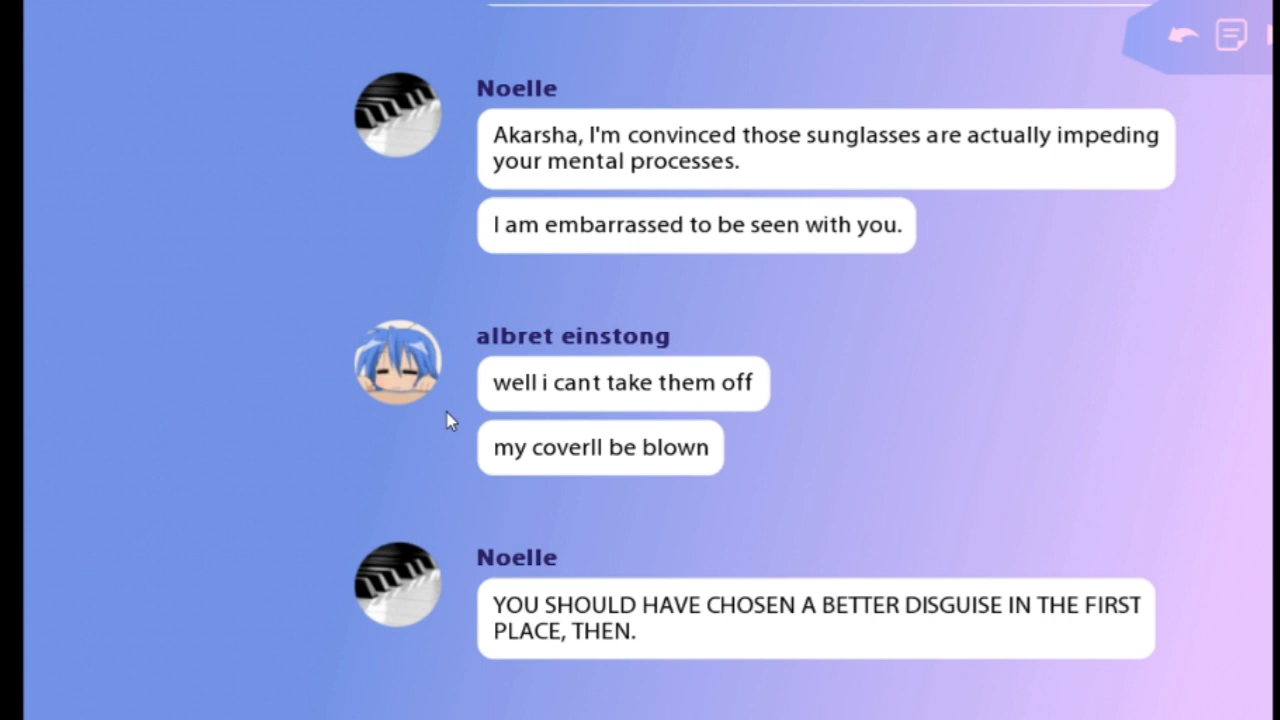 Noelle
Akarsha, I'm convinced those sunglasses are actually impeding
your mental processes.
I am embarrassed to be seen with you.
albret einstong
well i cant take them off
my coverll be blown
Noelle
YOU SHOULD HAVE CHOSEN A BETTER DISGUISE IN THE FIRST
PLACE, THEN.